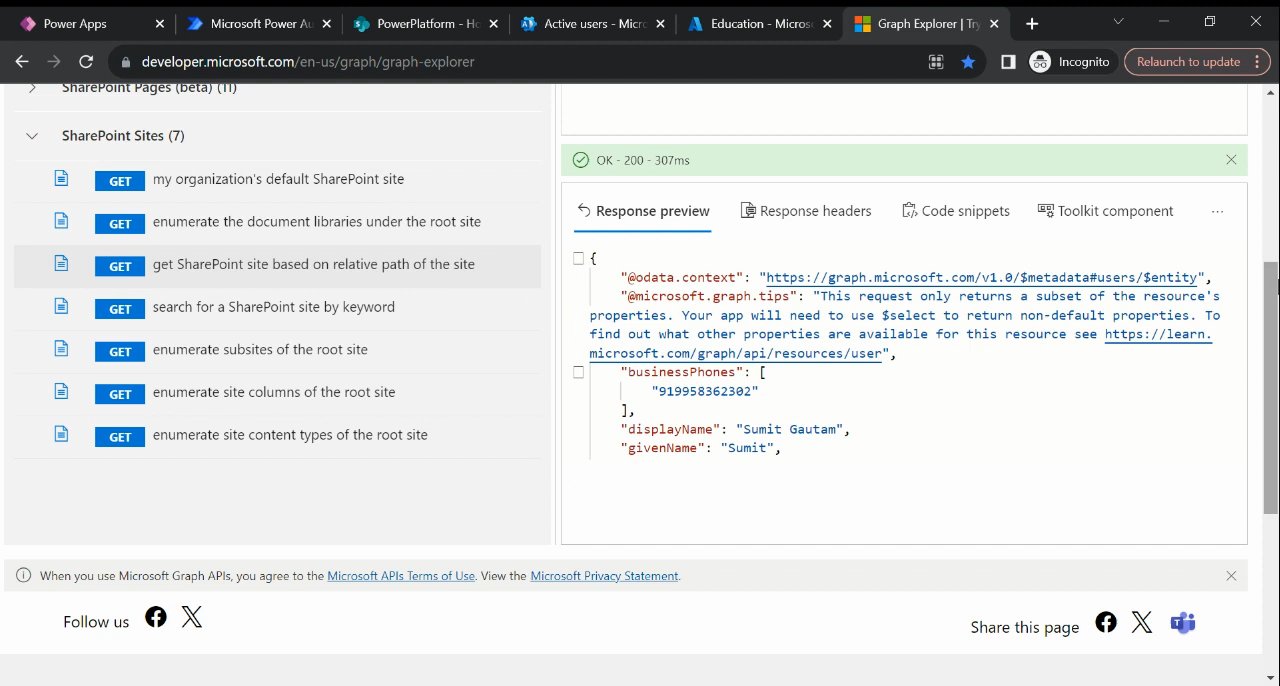 Power Apps
Microsoft Power Au
PowerPlatform - Ho
Active users - Micro
Education - Micros
Graph Explorer | Try
developer.microsoft.com/en-us/graph/graph-explorer
Incognito
Relaunch to update
SharePoint Pages (beta) (11)
SharePoint Sites (7)
GET my organization's default SharePoint site
GET enumerate the document libraries under the root site
GET get SharePoint site based on relative path of the site
GET search for a SharePoint site by keyword
GET enumerate subsites of the root site
GET enumerate site columns of the root site
GET enumerate site content types of the root site
OK - 200 - 307ms
Response preview
Response headers
Code snippets
Toolkit component
...
{
"@odata.context": "https://graph.microsoft.com/v1.0/$metadata#users/$entity",
"@microsoft.graph.tips": "This request only returns a subset of the resource's
properties. Your app will need to use $select to return non-default properties. To
find out what other properties are available for this resource see https://learn.
microsoft.com/graph/api/resources/user",
"businessPhones": [
"919958362302"
],
"displayName": "Sumit Gautam",
"givenName": "Sumit",
When you use Microsoft Graph APIs, you agree to the Microsoft APIs Terms of Use. View the Microsoft Privacy Statement.
Follow us
Share this page